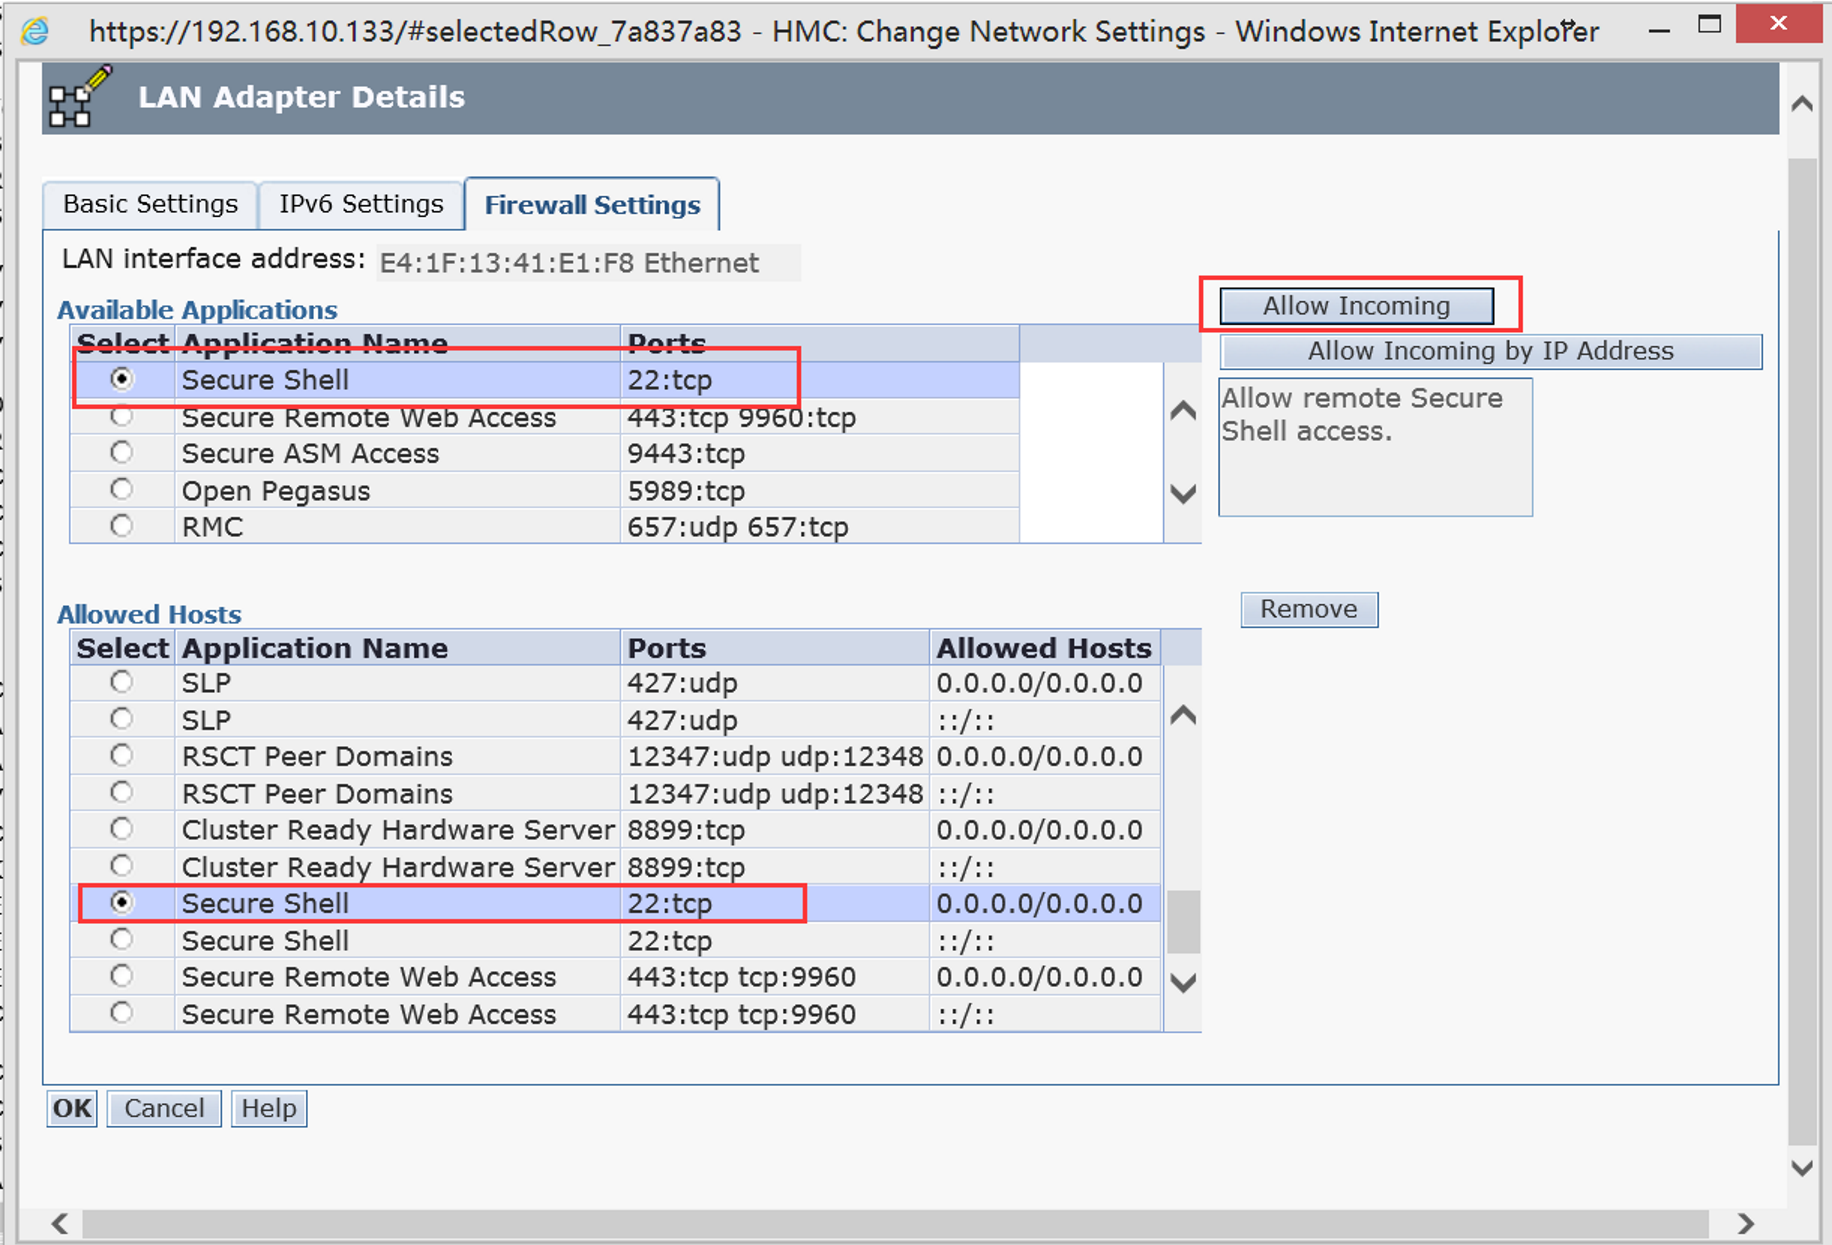 https://192.168.10.133/#selectedRow_7a837a83 - HMC: Change Network Settings - Windows Internet Explorer
LAN Adapter Details
Basic Settings IPv6 Settings Firewall Settings
LAN interface address: E4:1F:13:41:E1:F8 Ethernet
Available Applications
Select Application Name Ports
Secure Shell 22:tcp
Secure Remote Web Access 443:tcp 9960:tcp
Secure ASM Access 9443:tcp
Open Pegasus 5989:tcp
RMC 657:udp 657:tcp
Allow Incoming
Allow Incoming by IP Address
Allow remote Secure
Shell access.
Allowed Hosts
Remove
Select Application Name Ports Allowed Hosts
SLP 427:udp 0.0.0.0/0.0.0.0
SLP 427:udp ::/::
RSCT Peer Domains 12347:udp udp:12348 0.0.0.0/0.0.0.0
RSCT Peer Domains 12347:udp udp:12348 ::/::
Cluster Ready Hardware Server 8899:tcp 0.0.0.0/0.0.0.0
Cluster Ready Hardware Server 8899:tcp ::/::
Secure Shell 22:tcp 0.0.0.0/0.0.0.0
Secure Shell 22:tcp ::/::
Secure Remote Web Access 443:tcp tcp:9960 0.0.0.0/0.0.0.0
Secure Remote Web Access 443:tcp tcp:9960 ::/::
OK Cancel Help